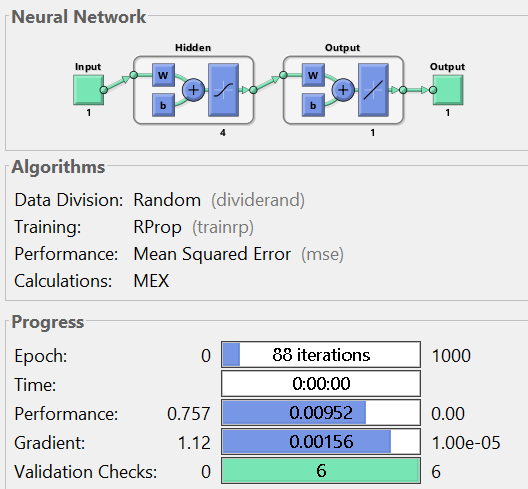 Neural Network
Hidden Output
Input Output
W W
b b
1 1
4 1
Algorithms
Data Division: Random (dividerand)
Training: RProp (trainrp)
Performance: Mean Squared Error (mse)
Calculations: MEX
Progress
Epoch: 0 88 iterations 1000
Time: 0:00:00
Performance: 0.757 0.00952 0.00
Gradient: 1.12 0.00156 1.00e-05
Validation Checks: 0 6 6